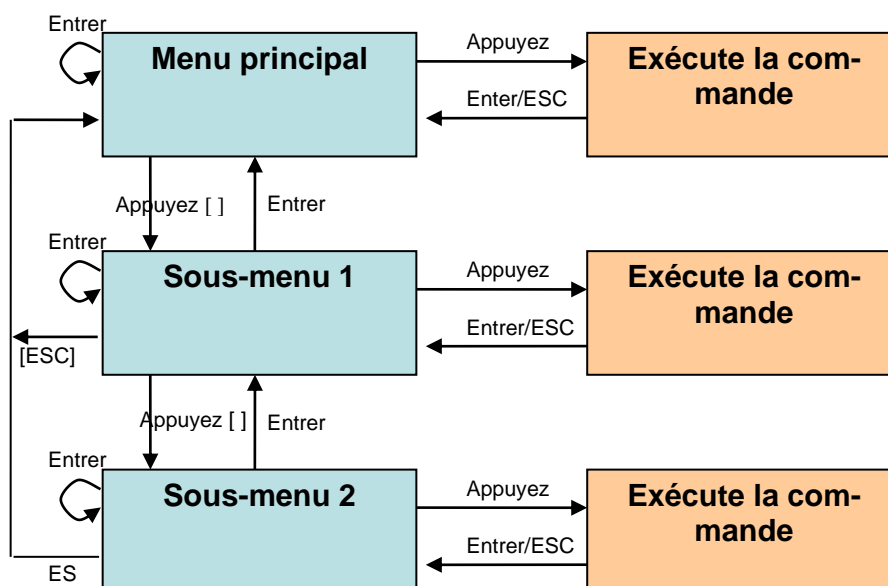 Entrer
Menu principal
Appuyez
Enter/ESC
Exécute la com-
mande
Appuyez [ ]
Entrer
Entrer
Sous-menu 1
Appuyez
Entrer/ESC
Exécute la com-
mande
[ESC]
Appuyez [ ]
Entrer
Entrer
Sous-menu 2
Appuyez
Entrer/ESC
Exécute la com-
mande
ES